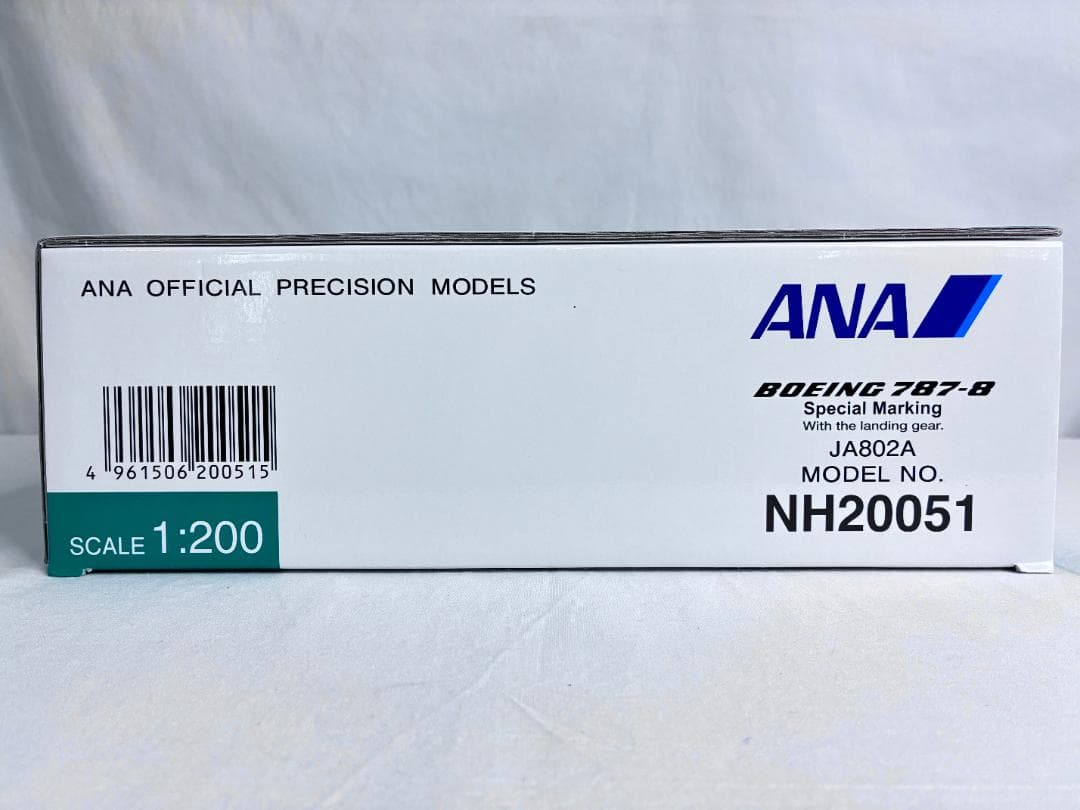 ANA OFFICIAL PRECISION MODELS
ANA
BOEING 787-8
Special Marking
With the landing gear.
JA802A
MODEL NO.
NH20051
4 961506 200515
SCALE 1:200